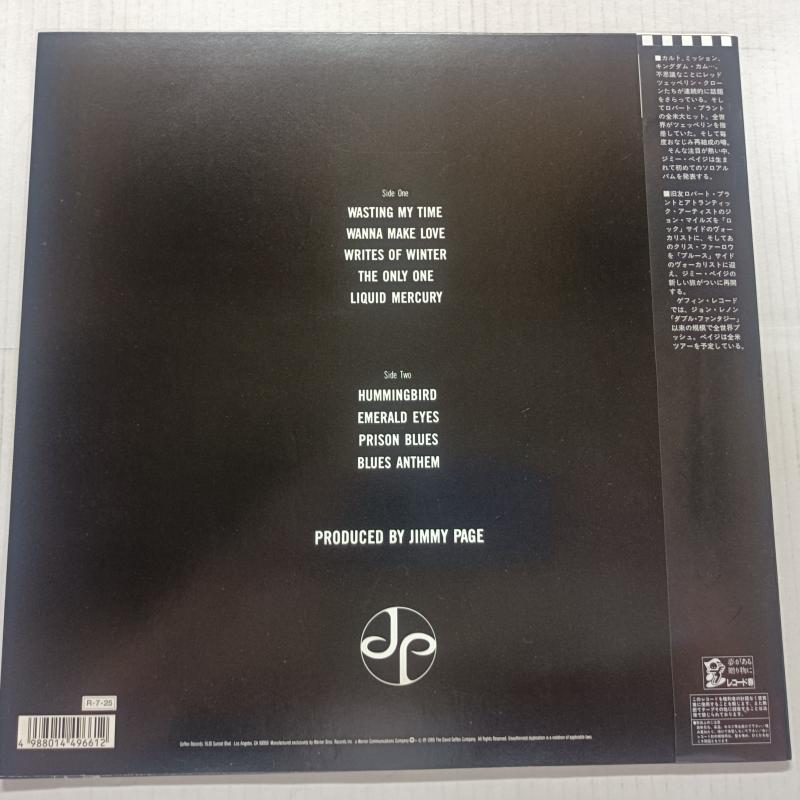 Side One
WASTING MY TIME
WANNA MAKE LOVE
WRITES OF WINTER
THE ONLY ONE
LIQUID MERCURY
Side Two
HUMMINGBIRD
EMERALD EYES
PRISON BLUES
BLUES ANTHEM
PRODUCED BY JIMMY PAGE
JP
R-7-25
4 988014 496612
■カルト、ミッション、
キングダム・カム…。
不思議なことにレッド
ツェッペリン・クロー
ンたちが連続的に話題
をさらっている。そし
てロバート・プラント
の全米大ヒット。全世
界がツェッペリンを指
差していた。そして毎
度おなじみ再結成の噂。
そんな注目が熱い中、
ジミー・ペイジは生ま
れて初めてのソロアル
バムを発表する。
■旧友ロバート・プラ
ントとアトランティッ
ク・アーティストのジ
ョン・マイルズを「ロ
ック」サイドのヴォー
カリストに、そしてあ
のクリス・ファーロウ
を「ブルース」サイド
のヴォーカリストに迎
え、ジミー・ペイジの
新しい旅がついに再開
する。
ゲフィン・レコード
では、ジョン・レノン
「ダブル・ファンタジー」
以来の規模で全世界プ
ッシュ。ペイジは全米
ツアーを予定している。
夢がある
贈り物に
レコード券